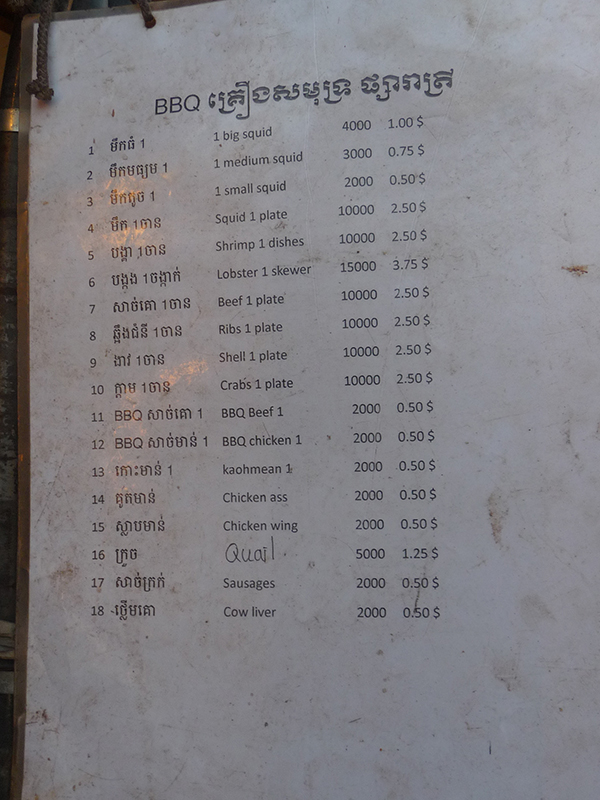 BBQ គ្រឿងសមុទ្រ ផ្សារាត្រី
1 មឹកធំ 1 1 big squid 4000 1.00 $
2 មឹកមធ្យម 1 1 medium squid 3000 0.75 $
3 មឹកតូច 1 1 small squid 2000 0.50 $
4 មឹក 1ចាន Squid 1 plate 10000 2.50 $
5 បង្គា 1ចាន Shrimp 1 dishes 10000 2.50 $
6 បង្កង 1ចង្កាក់ Lobster 1 skewer 15000 3.75 $
7 សាច់គោ 1ចាន Beef 1 plate 10000 2.50 $
8 ឆ្អឹងជំនី 1ចាន Ribs 1 plate 10000 2.50 $
9 ងាវ 1ចាន Shell 1 plate 10000 2.50 $
10 ក្តាម 1ចាន Crabs 1 plate 10000 2.50 $
11 BBQ សាច់គោ 1 BBQ Beef 1 2000 0.50 $
12 BBQ សាច់មាន់ 1 BBQ chicken 1 2000 0.50 $
13 កោះមាន់ 1 kaohmean 1 2000 0.50 $
14 គូតមាន់ Chicken ass 2000 0.50 $
15 ស្លាបមាន់ Chicken wing 2000 0.50 $
16 ក្រួច Quail 5000 1.25 $
17 សាច់ក្រក់ Sausages 2000 0.50 $
18 ថ្លើមគោ Cow liver 2000 0.50 $